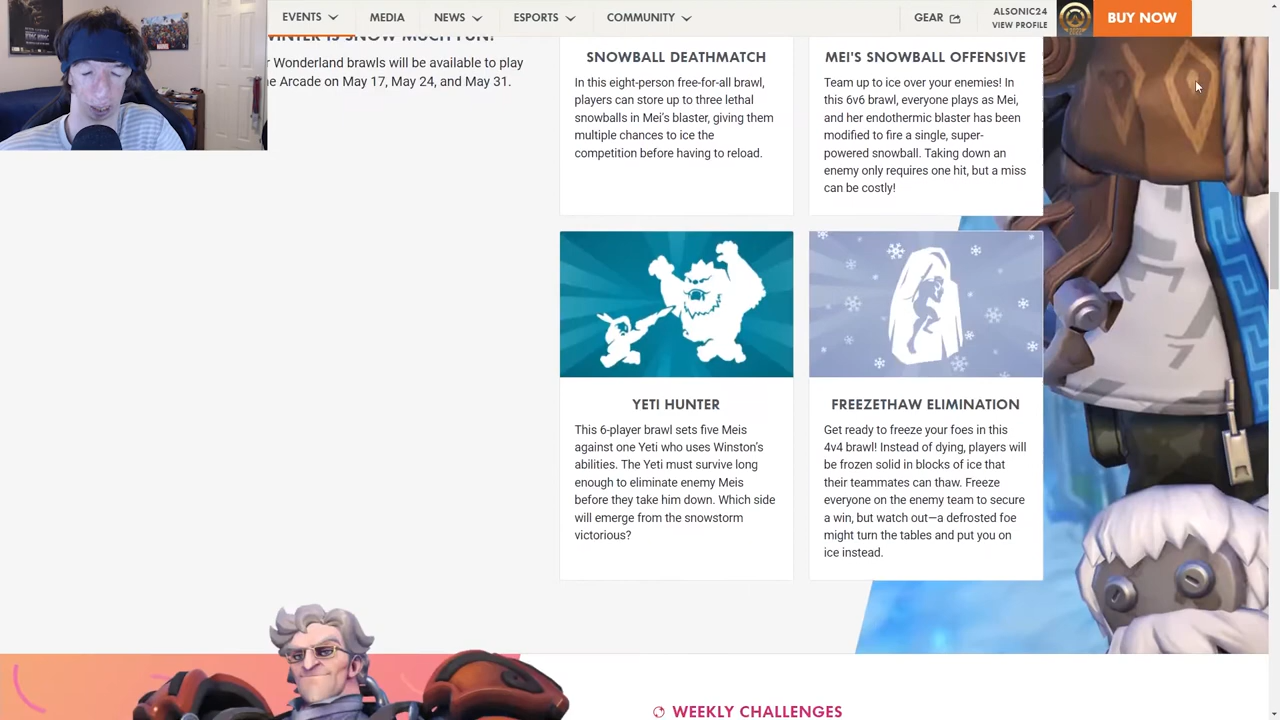 EVENTS
MEDIA
NEWS
ESPORTS
COMMUNITY
GEAR
ALSONIC24
VIEW PROFILE
BUY NOW
WINTER IS SNOW MUCH FUN!
r Wonderland brawls will be available to play
e Arcade on May 17, May 24, and May 31.
SNOWBALL DEATHMATCH
In this eight-person free-for-all brawl,
players can store up to three lethal
snowballs in Mei's blaster, giving them
multiple chances to ice the
competition before having to reload.
MEI'S SNOWBALL OFFENSIVE
Team up to ice over your enemies! In
this 6v6 brawl, everyone plays as Mei,
and her endothermic blaster has been
modified to fire a single, super-
powered snowball. Taking down an
enemy only requires one hit, but a miss
can be costly!
YETI HUNTER
This 6-player brawl sets five Meis
against one Yeti who uses Winston's
abilities. The Yeti must survive long
enough to eliminate enemy Meis
before they take him down. Which side
will emerge from the snowstorm
victorious?
FREEZETHAW ELIMINATION
Get ready to freeze your foes in this
4v4 brawl! Instead of dying, players will
be frozen solid in blocks of ice that
their teammates can thaw. Freeze
everyone on the enemy team to secure
a win, but watch out—a defrosted foe
might turn the tables and put you on
ice instead.
WEEKLY CHALLENGES